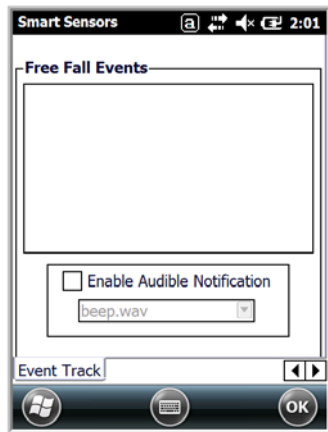 Smart Sensors a 2:01
Free Fall Events
Enable Audible Notification
beep.wav
Event Track
OK